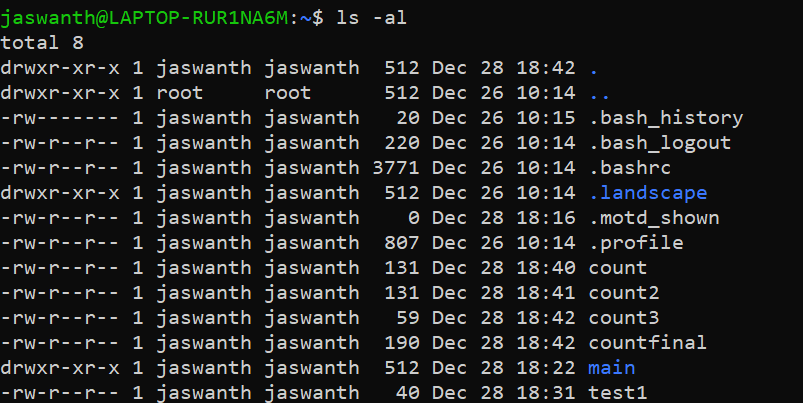 jaswanth@LAPTOP-RUR1NA6M:~$ ls -al
total 8
drwxr-xr-x 1 jaswanth jaswanth  512 Dec 28 18:42 .
drwxr-xr-x 1 root     root      512 Dec 26 10:14 ..
-rw------- 1 jaswanth jaswanth   20 Dec 26 10:15 .bash_history
-rw-r--r-- 1 jaswanth jaswanth  220 Dec 26 10:14 .bash_logout
-rw-r--r-- 1 jaswanth jaswanth 3771 Dec 26 10:14 .bashrc
drwxr-xr-x 1 jaswanth jaswanth  512 Dec 26 10:14 .landscape
-rw-r--r-- 1 jaswanth jaswanth    0 Dec 28 18:16 .motd_shown
-rw-r--r-- 1 jaswanth jaswanth  807 Dec 26 10:14 .profile
-rw-r--r-- 1 jaswanth jaswanth  131 Dec 28 18:40 count
-rw-r--r-- 1 jaswanth jaswanth  131 Dec 28 18:41 count2
-rw-r--r-- 1 jaswanth jaswanth   59 Dec 28 18:42 count3
-rw-r--r-- 1 jaswanth jaswanth  190 Dec 28 18:42 countfinal
drwxr-xr-x 1 jaswanth jaswanth  512 Dec 28 18:22 main
-rw-r--r-- 1 jaswanth jaswanth   40 Dec 28 18:31 test1